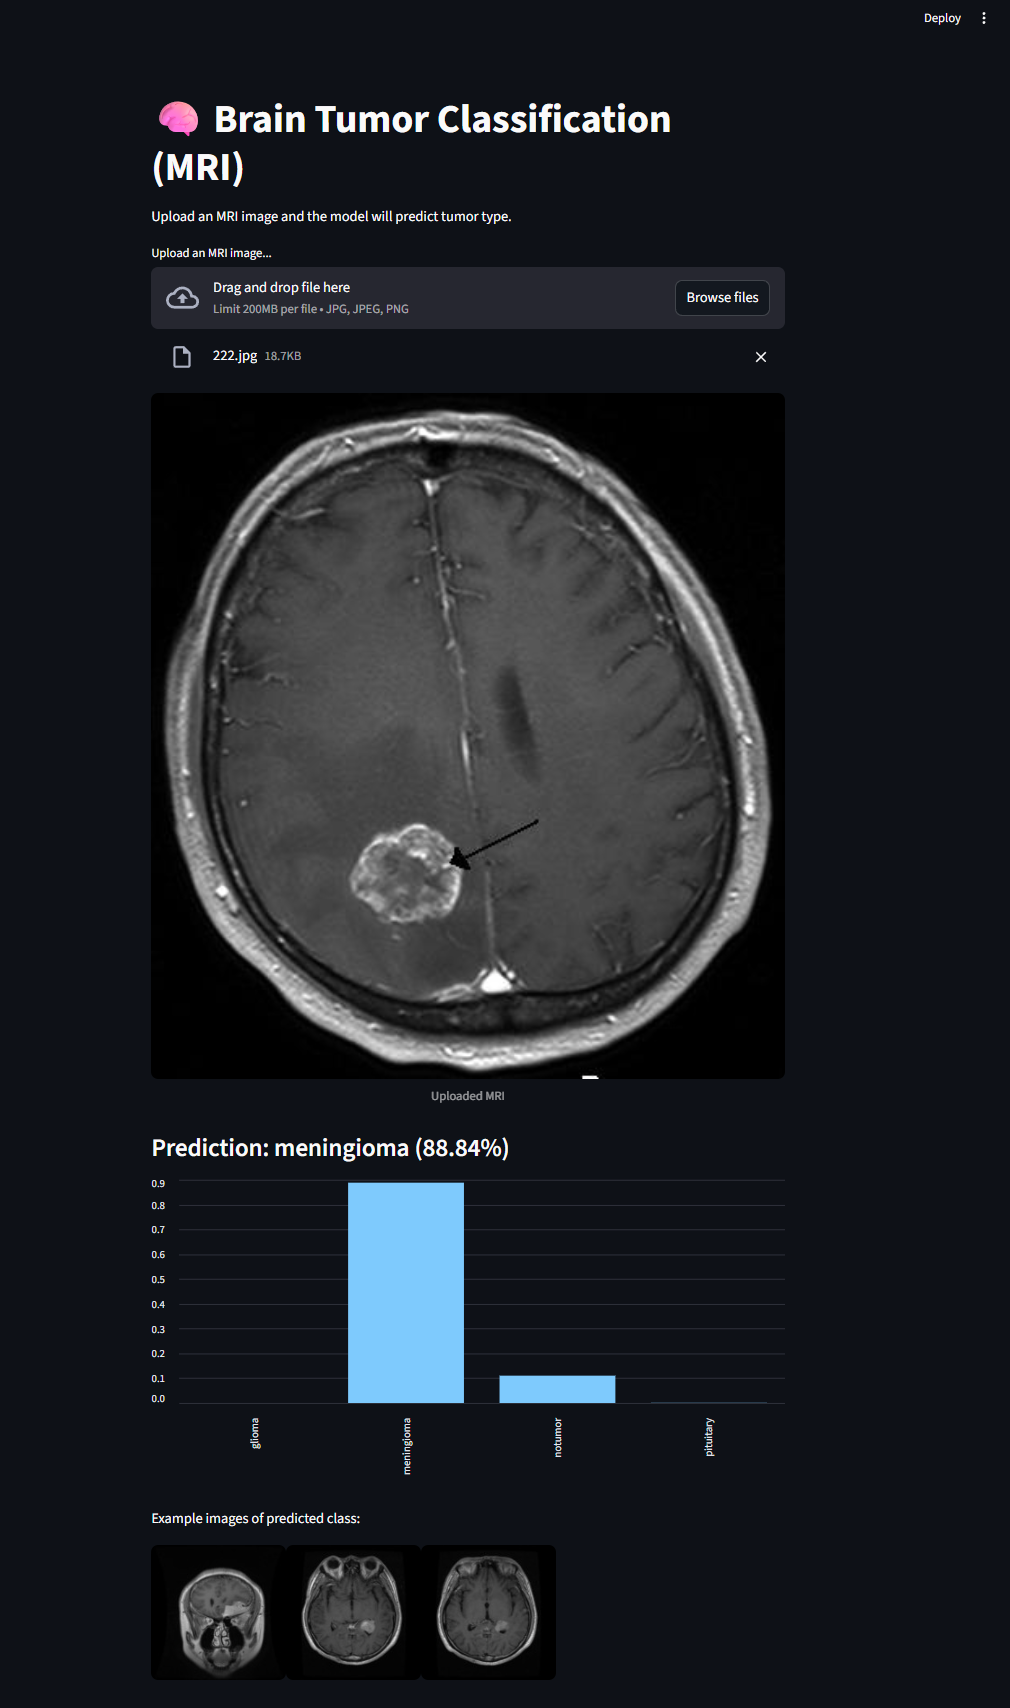 Deploy
🧠 Brain Tumor Classification
(MRI)
Upload an MRI image and the model will predict tumor type.
Upload an MRI image...
Drag and drop file here
Limit 200MB per file • JPG, JPEG, PNG
Browse files
222.jpg 18.7KB
Uploaded MRI
Prediction: meningioma (88.84%)
0.9
0.8
0.7
0.6
0.5
0.4
0.3
0.2
0.1
0.0
glioma
meningioma
notumor
pituitary
Example images of predicted class: